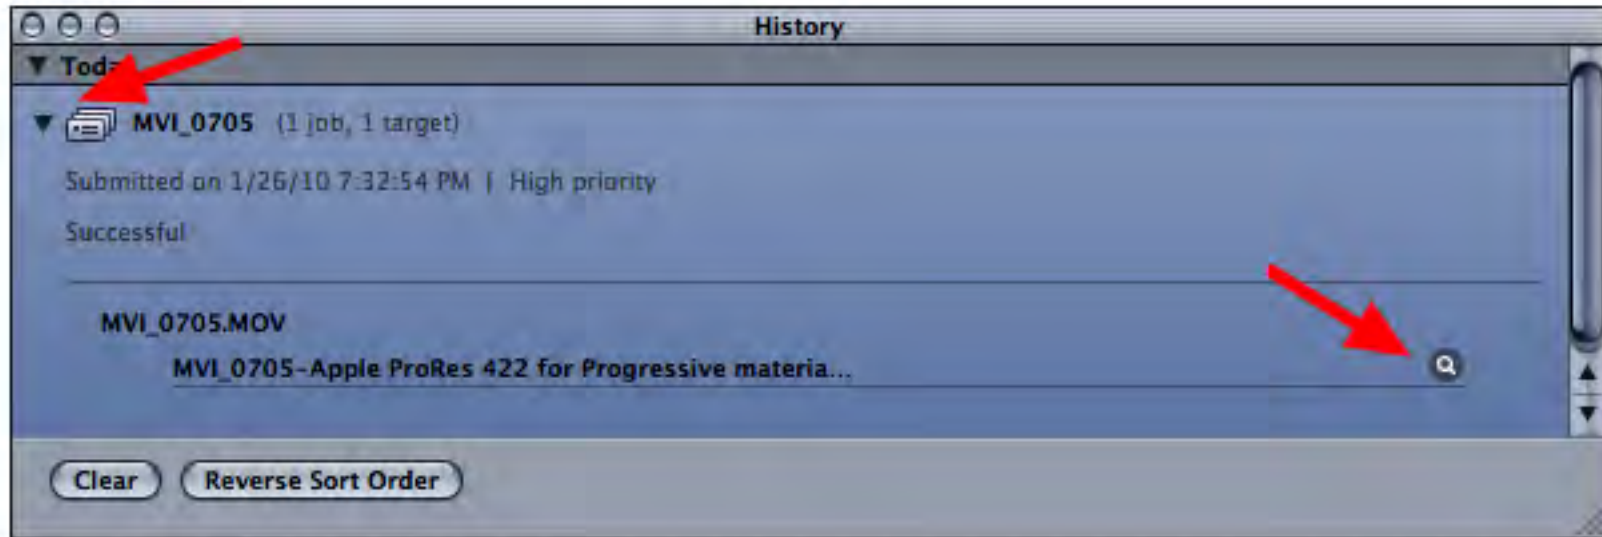 History
Toda
MVI_0705 (1 job, 1 target)
Submitted on 1/26/10 7:32:54 PM | High priority
Successful
MVI_0705.MOV
MVI_0705-Apple ProRes 422 for Progressive materia...
Clear Reverse Sort Order